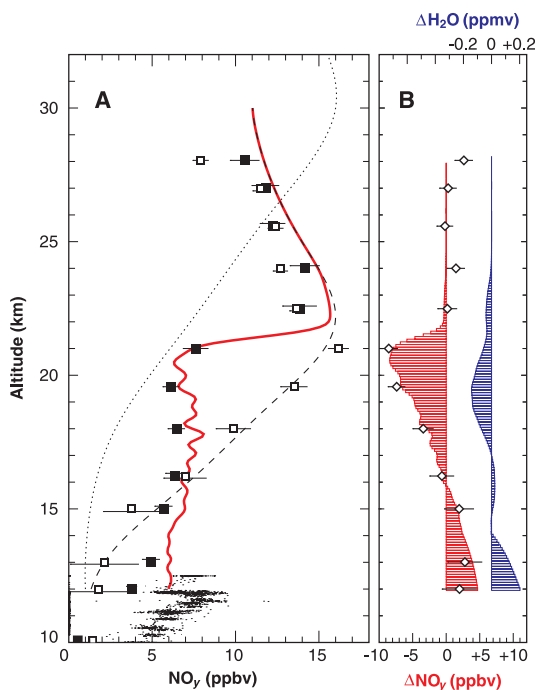 ΔH2O (ppmv)
-0.2 0 +0.2
A
B
30
25
20
15
10
Altitude (km)
0 5 10 15
-10 -5 0 +5 +10
NOy (ppbv)
ΔNOy (ppbv)